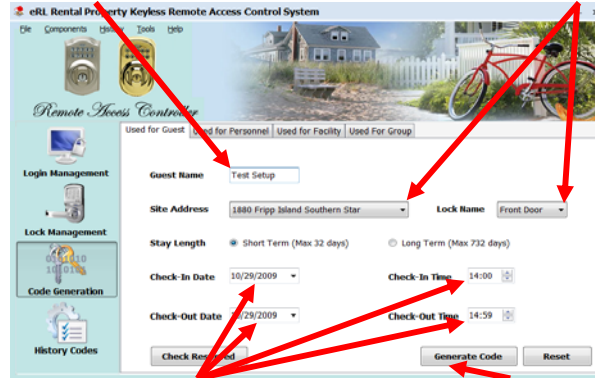 eRL Rental Property Keyless Remote Access Control System
File Components History Tools Help
Remote Access Controller
Used for Guest Used for Personnel Used for Facility Used For Group
Login Management
Guest Name Test Setup
Site Address 1880 Fripp Island Southern Star Lock Name Front Door
Lock Management
Stay Length Short Term (Max 32 days) Long Term (Max 732 days)
Check-In Date 10/29/2009 Check-In Time 14:00
Code Generation
Check-Out Date /29/2009 Check-Out Time 14:59
History Codes
Check Generate Code Reset